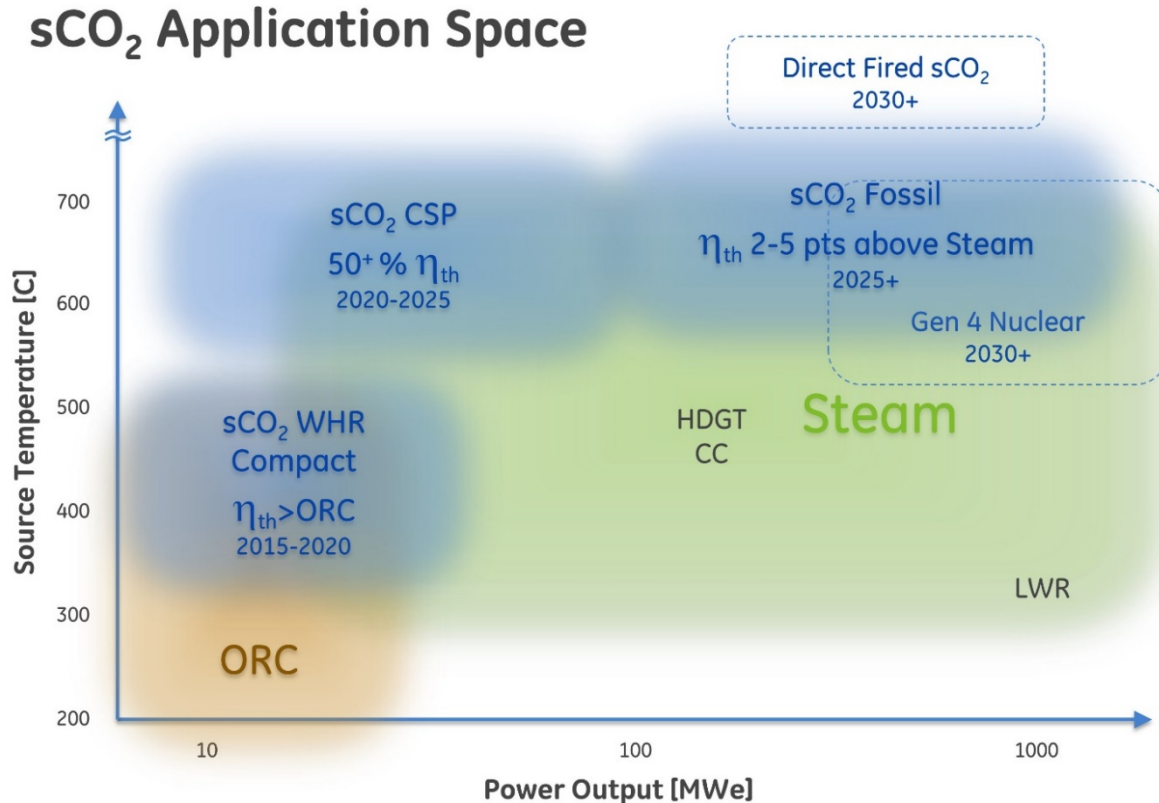 sCO₂ Application Space
Direct Fired sCO₂
2030+
Source Temperature [C]
700
600
500
400
300
200
sCO₂ CSP
50⁺ % ηth
2020-2025
sCO₂ Fossil
ηth 2-5 pts above Steam
2025+
Gen 4 Nuclear
2030+
sCO₂ WHR
Compact
ηth>ORC
2015-2020
HDGT
CC
Steam
LWR
ORC
10
100
1000
Power Output [MWe]